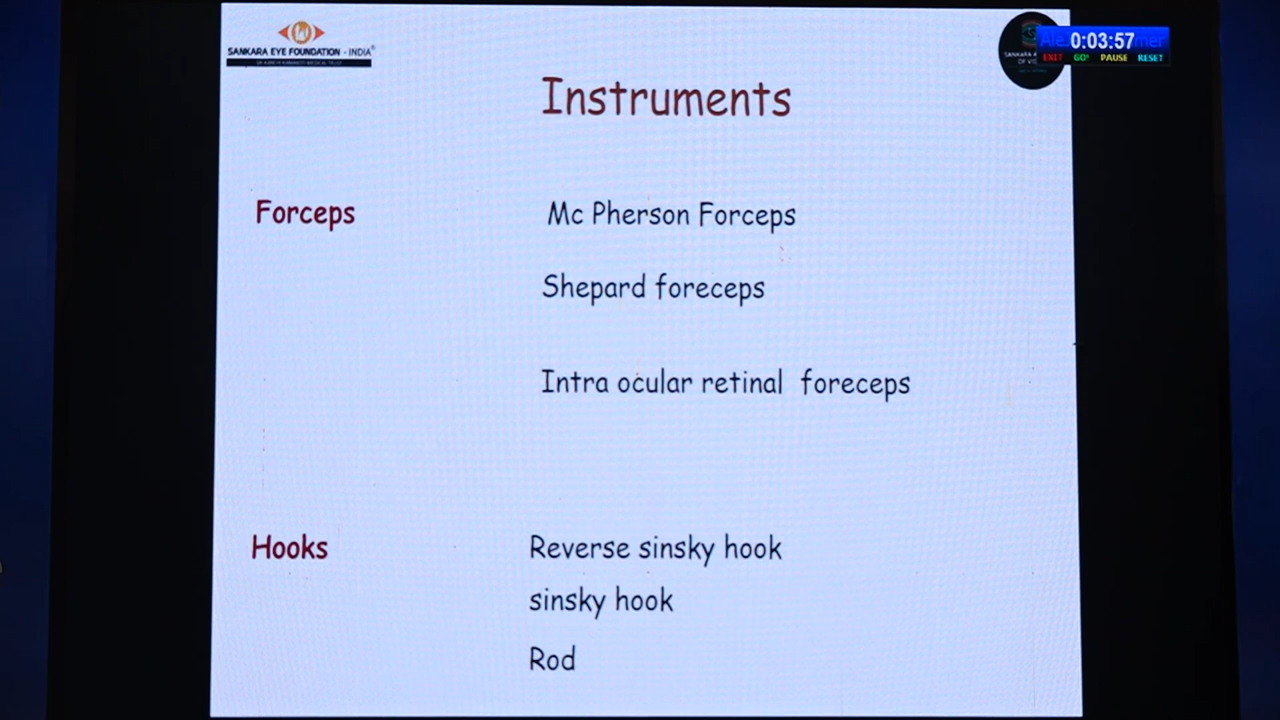 SANKARA EYE FOUNDATION - INDIA®
0:03:57
EXIT GO! PAUSE RESET
Instruments
Forceps Mc Pherson Forceps
Shepard foreceps
Intra ocular retinal foreceps
Hooks Reverse sinsky hook
sinsky hook
Rod